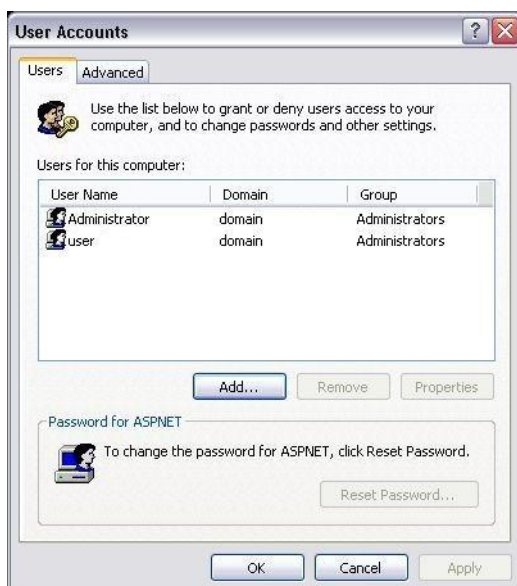 User Accounts
Users Advanced
Use the list below to grant or deny users access to your
computer, and to change passwords and other settings.
Users for this computer:
User Name Domain Group
Administrator domain Administrators
user domain Administrators
Add... Remove Properties
Password for ASPNET
To change the password for ASPNET, click Reset Password.
Reset Password...
OK Cancel Apply